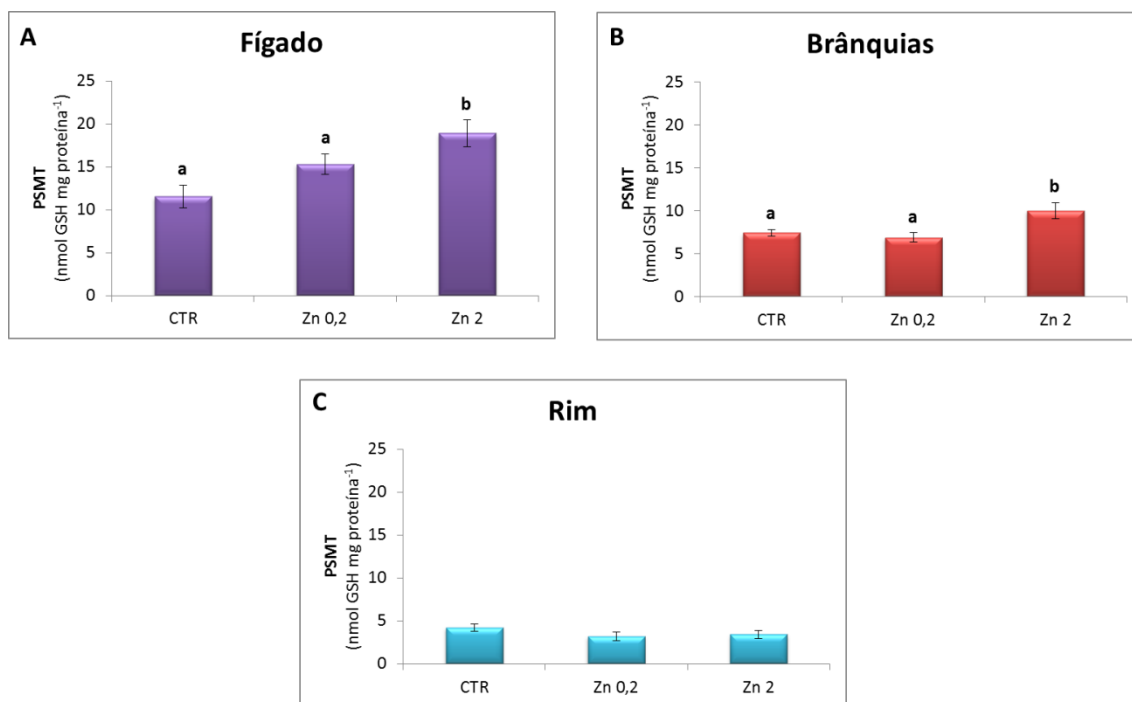 A
Fígado
PSMT
(nmol GSH mg proteína⁻¹)
25
20
15
10
5
0
a
a
b
CTR
Zn 0,2
Zn 2
B
Brânquias
PSMT
(nmol GSH mg proteína⁻¹)
25
20
15
10
5
0
a
a
b
CTR
Zn 0,2
Zn 2
C
Rim
PSMT
(nmol GSH mg proteína⁻¹)
25
20
15
10
5
0
CTR
Zn 0,2
Zn 2